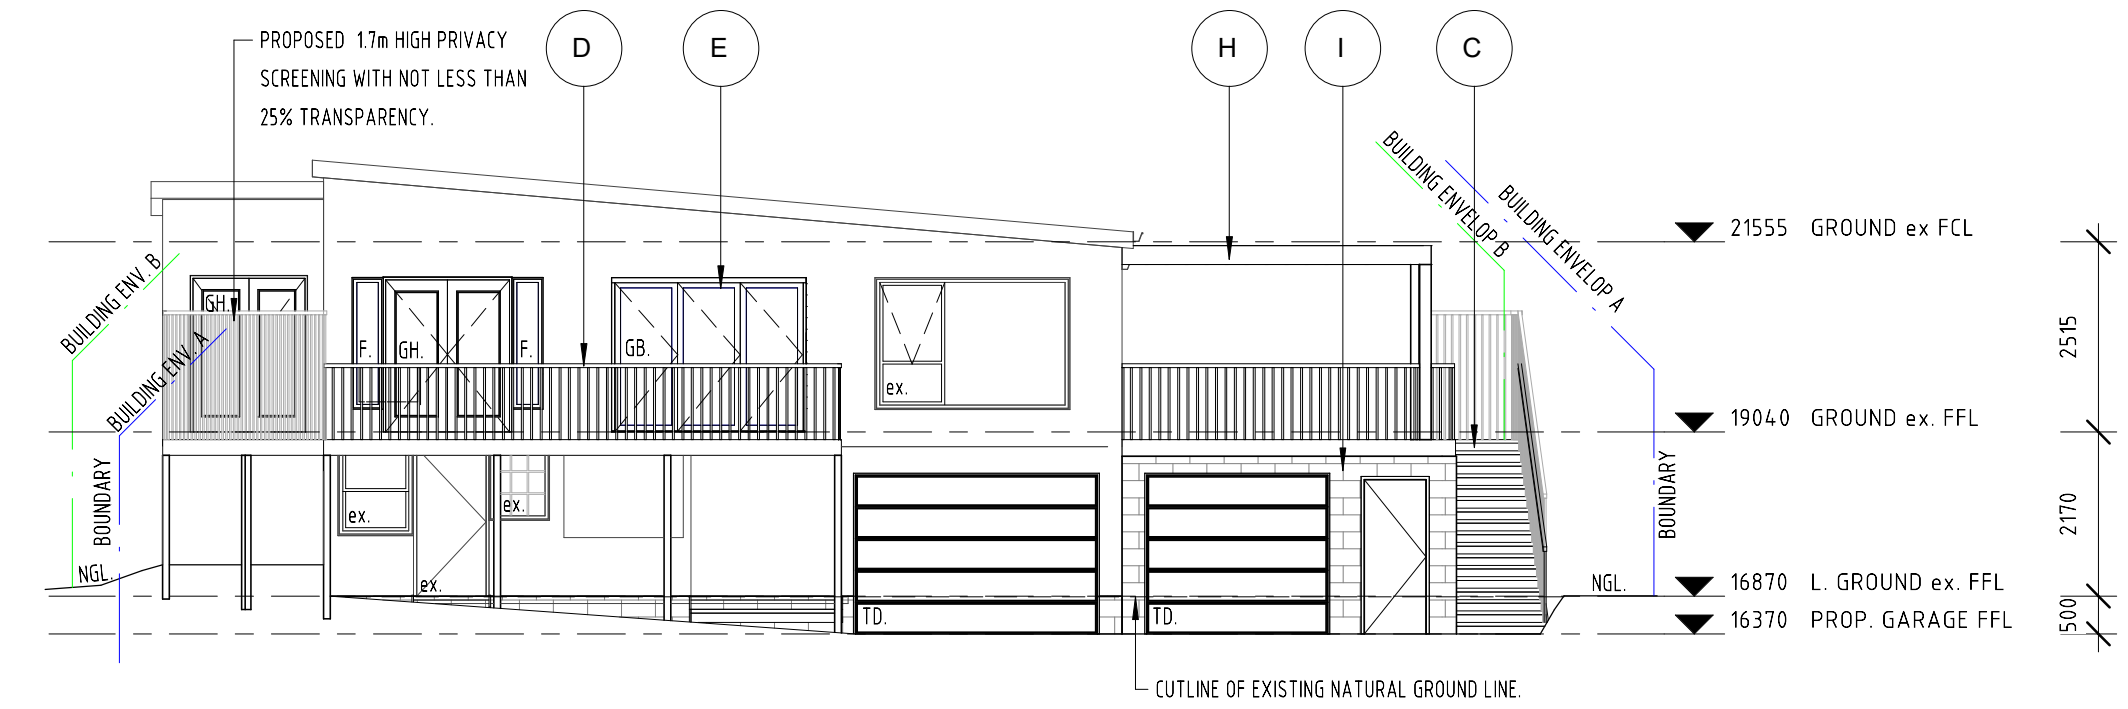 PROPOSED 1.7m HIGH PRIVACY
SCREENING WITH NOT LESS THAN
25% TRANSPARENCY.
D
E
H
I
C
BUILDING ENVELOP B
BUILDING ENVELOP A
21555 GROUND ex FCL
BUILDING ENV. B
BUILDING ENV. A
GH.
F.
GH.
F.
GB.
ex.
2515
19040 GROUND ex. FFL
BOUNDARY
BOUNDARY
ex.
ex.
ex.
2170
NGL.
NGL.
16870 L. GROUND ex. FFL
TD.
TD.
16370 PROP. GARAGE FFL
500
CUTLINE OF EXISTING NATURAL GROUND LINE.